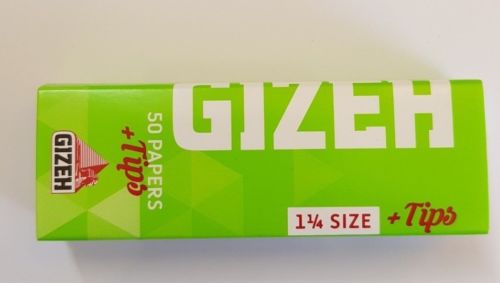 GIZEH
1¼ SIZE
+ Tips
50 PAPERS
+ Tips
GIZEH